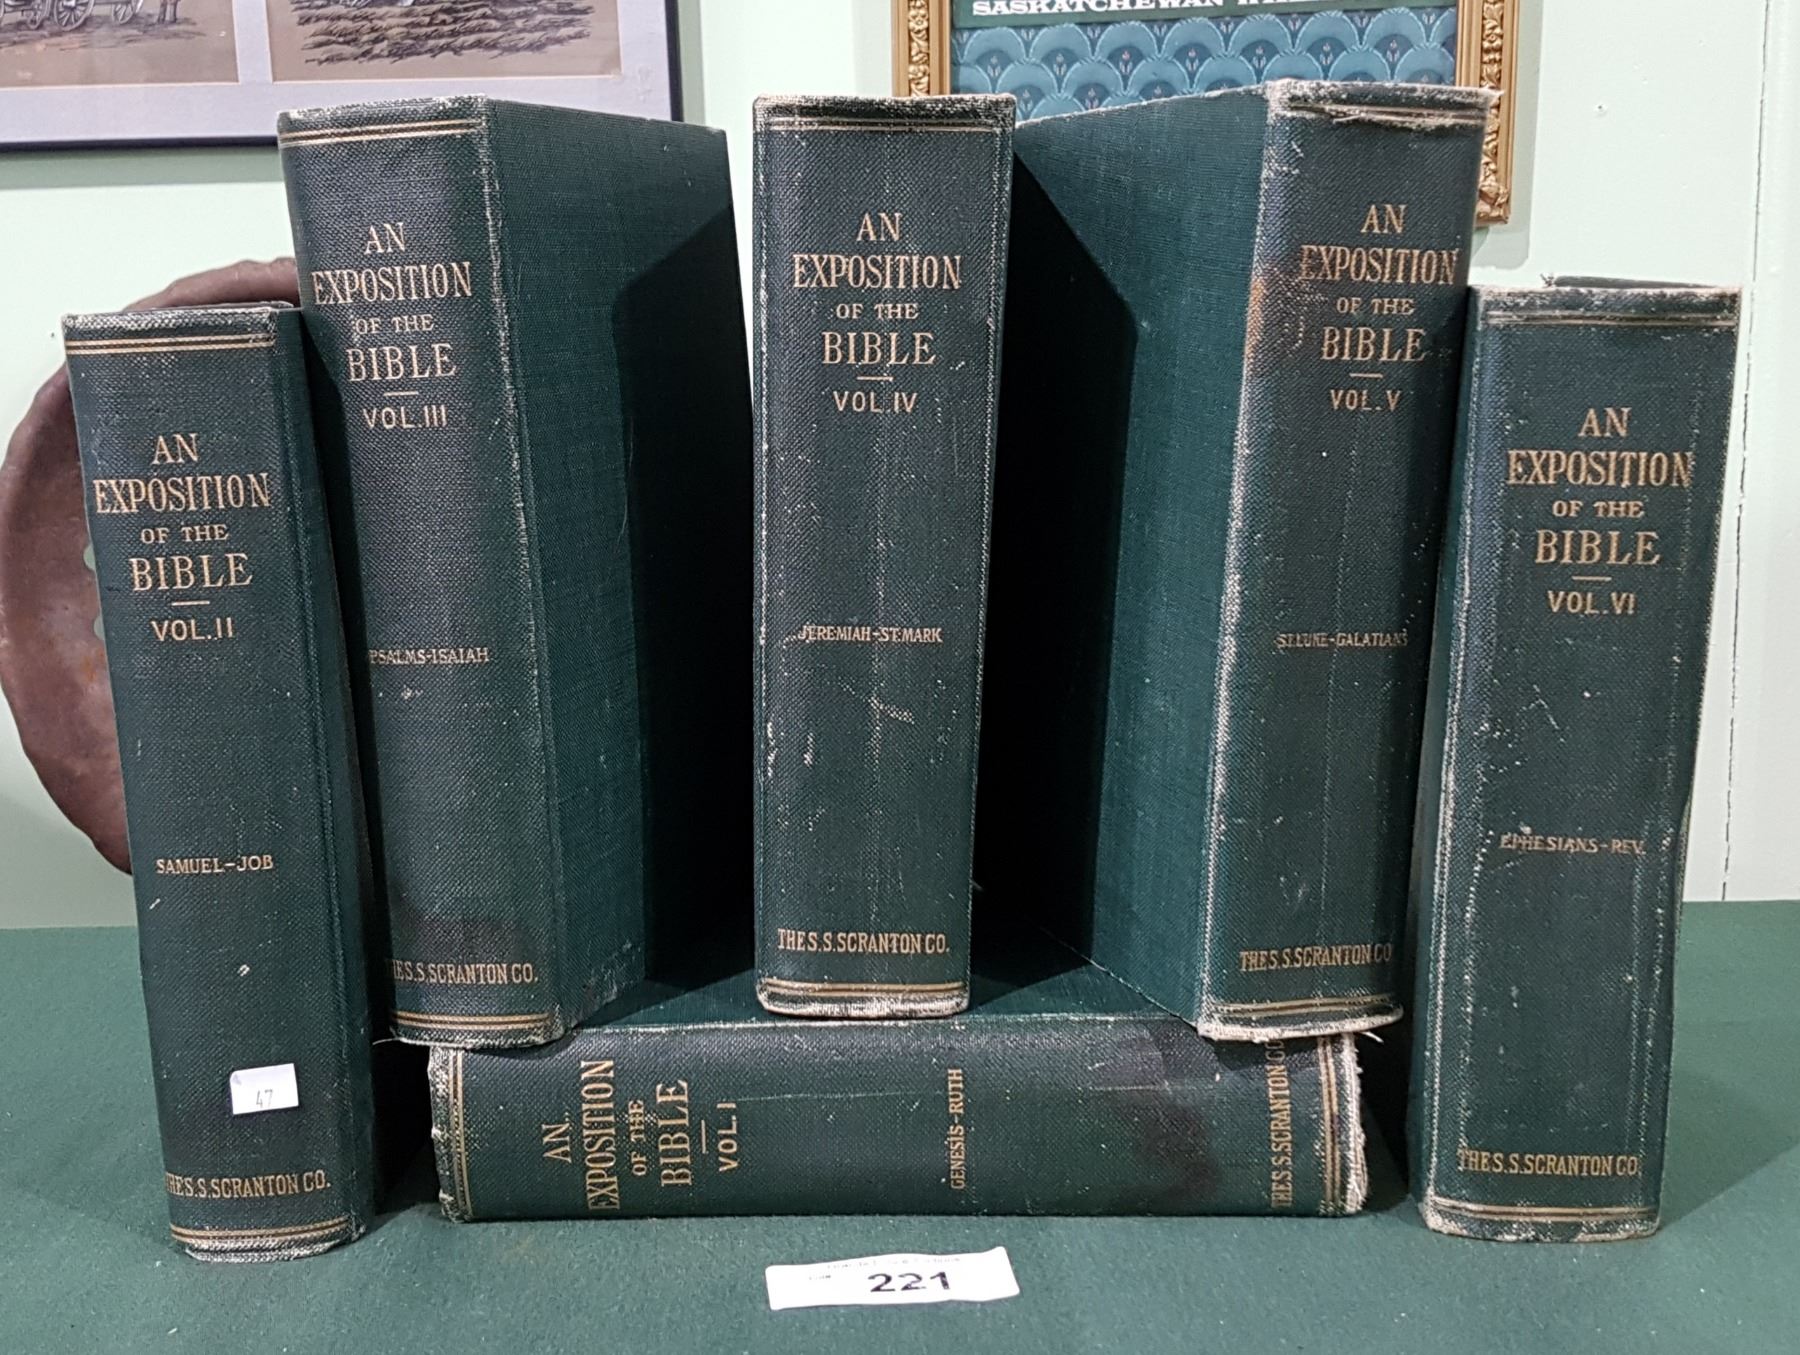 SASKATCHEWAN
AN
EXPOSITION
OF THE
BIBLE
VOL. II
SAMUEL-JOB
47
THE S.S. SCRANTON CO.
AN
EXPOSITION
OF THE
BIBLE
VOL. III
PSALMS-ISAIAH
THE S.S. SCRANTON CO.
AN
EXPOSITION
OF THE
BIBLE
VOL. IV
JEREMIAH-ST. MARK
THE S.S. SCRANTON CO.
AN
EXPOSITION
OF THE
BIBLE
VOL. V
ST. LUKE-GALATIANS
THE S.S. SCRANTON CO
AN
EXPOSITION
OF THE
BIBLE
VOL. VI
EPHESIANS-REV.
THE S.S. SCRANTON CO.
AN
EXPOSITION
OF THE
BIBLE
VOL. I
GENESIS-RUTH
THE S.S. SCRANTON CO.
221